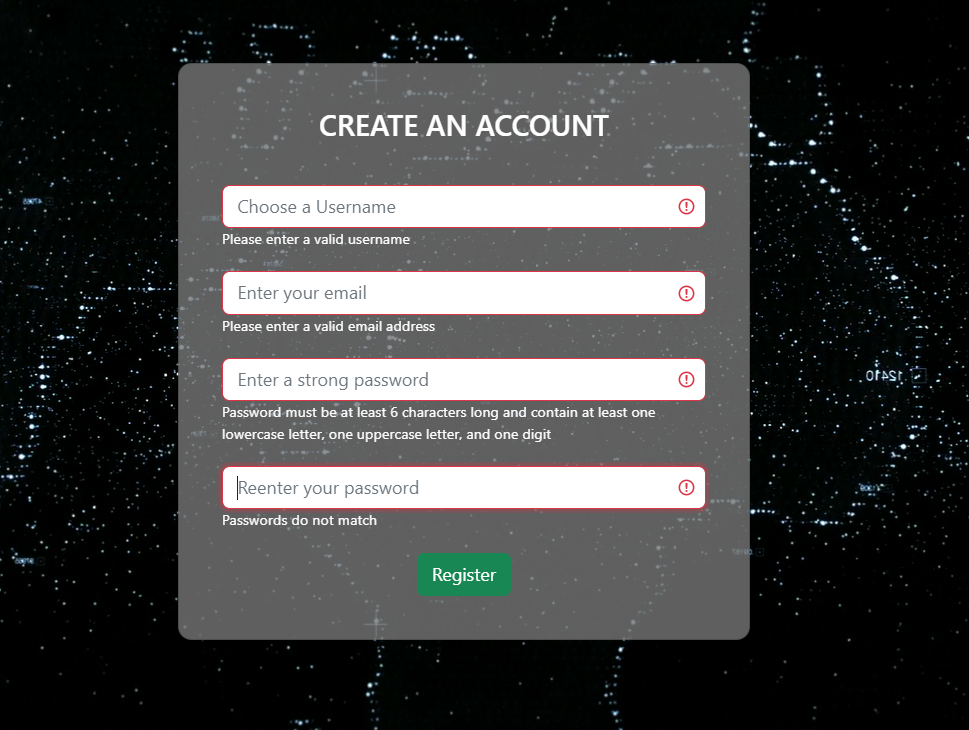 CREATE AN ACCOUNT
Choose a Username
Please enter a valid username
Enter your email
Please enter a valid email address
Enter a strong password
Password must be at least 6 characters long and contain at least one
lowercase letter, one uppercase letter, and one digit
Reenter your password
Passwords do not match
Register
12410